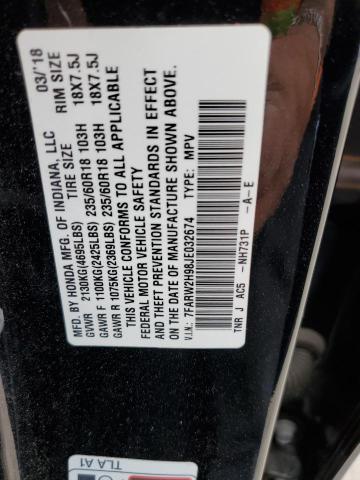 MFD. BY HONDA MFG. OF INDIANA, LLC 03/'18
TIRE SIZE RIM SIZE
GVWR 2130KG(4695LBS)
GAWR F 1100KG(2425LBS) 235/60R18 103H 18X7.5J
GAWR R 1075KG(2369LBS) 235/60R18 103H 18X7.5J
THIS VEHICLE CONFORMS TO ALL APPLICABLE
FEDERAL MOTOR VEHICLE SAFETY
AND THEFT PREVENTION STANDARDS IN EFFECT
ON THE DATE OF MANUFACTURE SHOWN ABOVE.
V.I.N.: 7FARW2H98JE032674 TYPE: MPV
-A-E
TNR J AC5 -NH731P
TLA A1